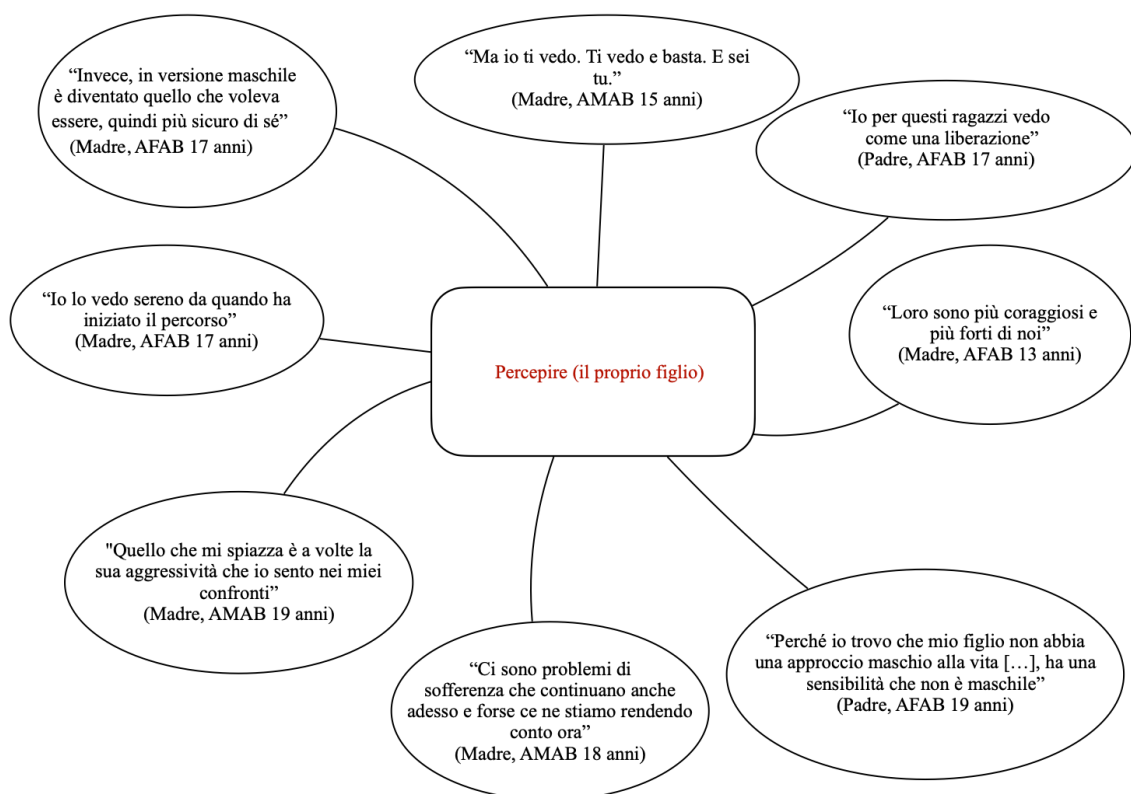 “Invece, in versione maschile
è diventato quello che voleva
essere, quindi più sicuro di sé”
(Madre, AFAB 17 anni)
“Ma io ti vedo. Ti vedo e basta. E sei
tu.”
(Madre, AMAB 15 anni)
“Io per questi ragazzi vedo
come una liberazione”
(Padre, AFAB 17 anni)
“Io lo vedo sereno da quando ha
iniziato il percorso”
(Madre, AFAB 17 anni)
Percepire (il proprio figlio)
“Loro sono più coraggiosi e
più forti di noi”
(Madre, AFAB 13 anni)
"Quello che mi spiazza è a volte la
sua aggressività che io sento nei miei
confronti”
(Madre, AMAB 19 anni)
“Ci sono problemi di
sofferenza che continuano anche
adesso e forse ce ne stiamo rendendo
conto ora”
(Madre, AMAB 18 anni)
“Perché io trovo che mio figlio non abbia
una approccio maschio alla vita […], ha una
sensibilità che non è maschile”
(Padre, AFAB 19 anni)